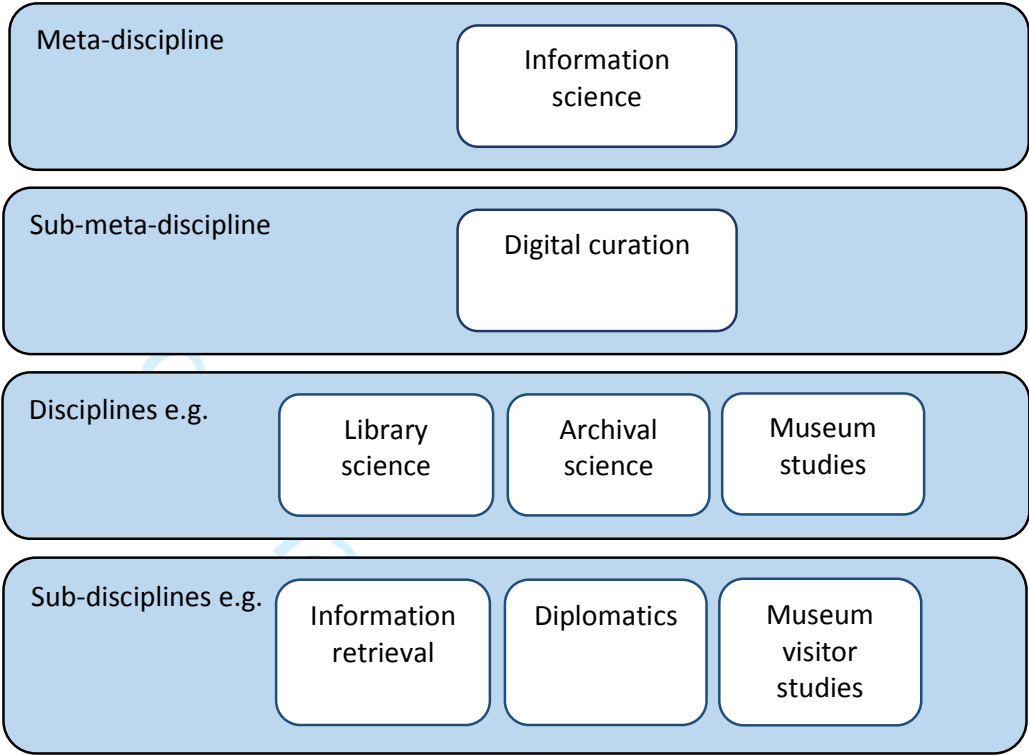 Meta-discipline
Information
science
Sub-meta-discipline
Digital curation
Disciplines e.g.
Library
science
Archival
science
Museum
studies
Sub-disciplines e.g.
Information
retrieval
Diplomatics
Museum
visitor
studies